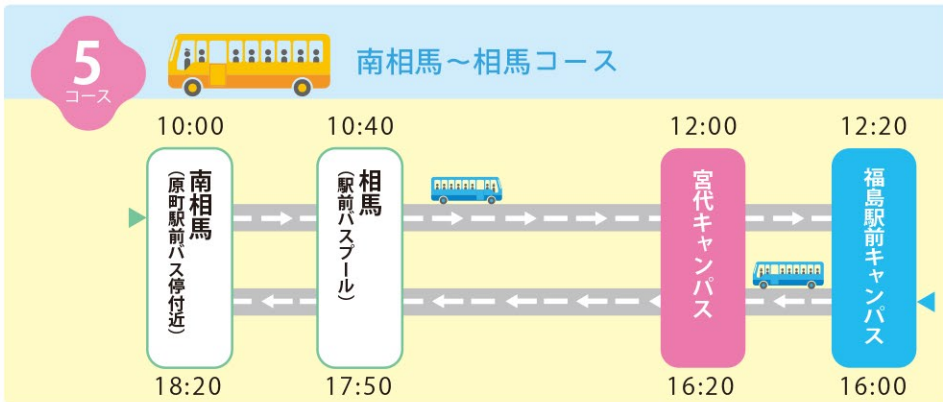 5
コース
南相馬～相馬コース
10:00
10:40
12:00
12:20
南相馬
（原町駅前バス停付近）
相馬
（駅前バスプール）
宮代キャンパス
福島駅前キャンパス
18:20
17:50
16:20
16:00